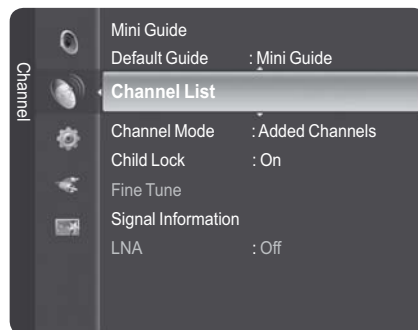 Channel
Mini Guide
Default Guide : Mini Guide
Channel List
Channel Mode : Added Channels
Child Lock : On
Fine Tune
Signal Information
LNA : Off